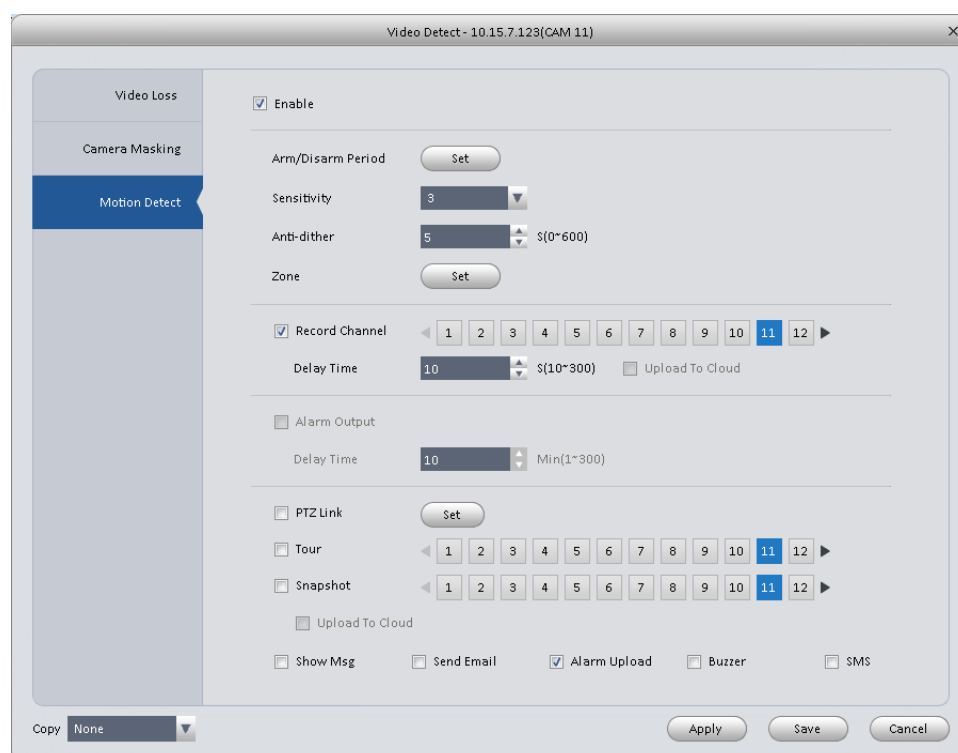 Video Detect - 10.15.7.123(CAM 11)
Video Loss
Camera Masking
Motion Detect
Enable
Arm/Disarm Period Set
Sensitivity 3
Anti-dither 5 S(0~600)
Zone Set
Record Channel 1 2 3 4 5 6 7 8 9 10 11 12
Delay Time 10 S(10~300) Upload To Cloud
Alarm Output
Delay Time 10 Min(1~300)
PTZ Link Set
Tour 1 2 3 4 5 6 7 8 9 10 11 12
Snapshot 1 2 3 4 5 6 7 8 9 10 11 12
Upload To Cloud
Show Msg Send Email Alarm Upload Buzzer SMS
Copy None Apply Save Cancel